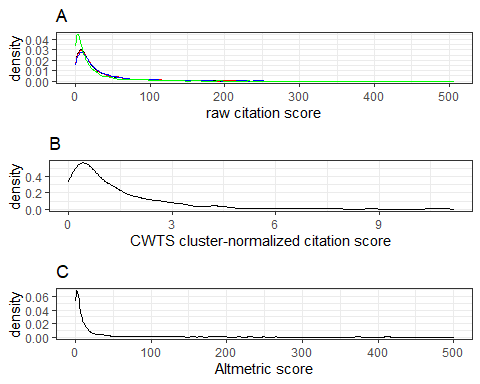 A
density
0.04
0.03
0.02
0.01
0.00
0 100 200 300 400 500
raw citation score
B
density
0.4
0.2
0.0
0 3 6 9
CWTS cluster-normalized citation score
C
density
0.06
0.04
0.02
0.00
0 100 200 300 400 500
Altmetric score